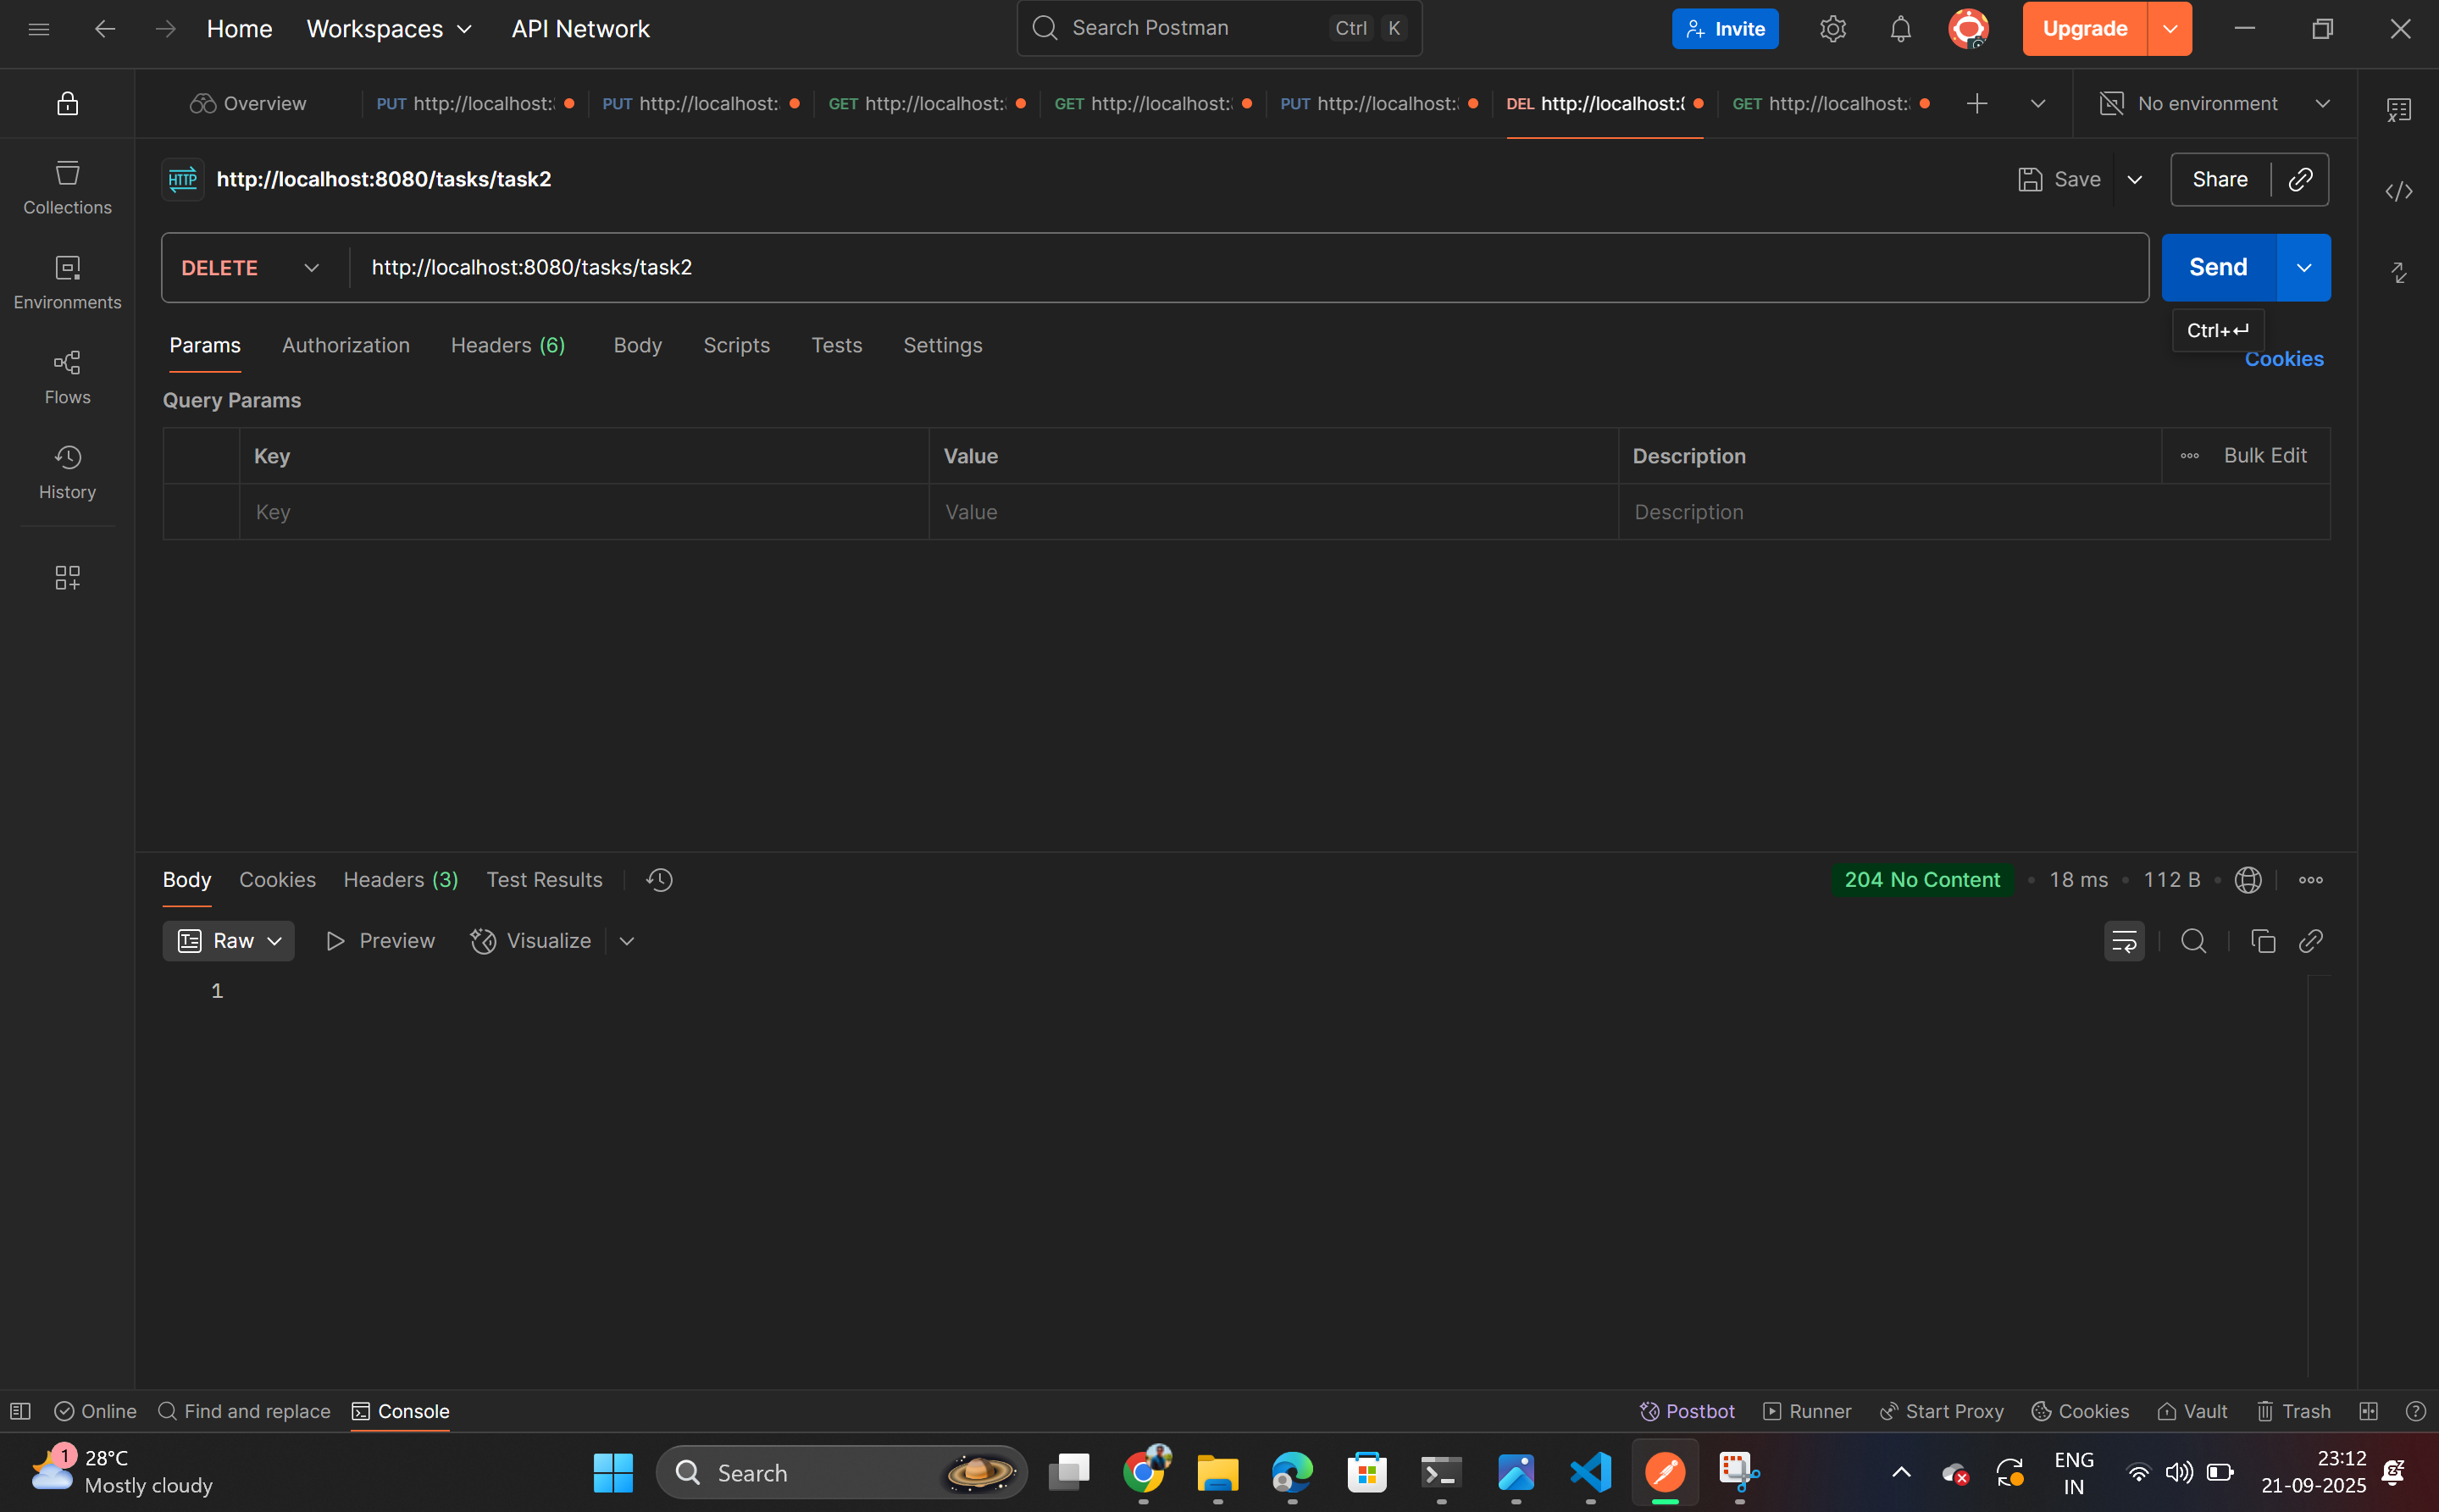 Home Workspaces API Network Search Postman Ctrl K Invite Upgrade
Overview PUT http://localhost: PUT http://localhost: GET http://localhost: GET http://localhost: PUT http://localhost: DEL http://localhost: GET http://localhost: No environment
HTTP http://localhost:8080/tasks/task2 Save Share
Collections
DELETE http://localhost:8080/tasks/task2 Send
Environments
Ctrl+↵
Params Authorization Headers (6) Body Scripts Tests Settings Cookies
Flows
Query Params
Key Value Description Bulk Edit
History
Key Value Description
Body Cookies Headers (3) Test Results 204 No Content • 18 ms • 112 B
Raw Preview Visualize
1
Online Find and replace Console Postbot Runner Start Proxy Cookies Vault Trash
1 28°C
Mostly cloudy
Search
ENG
IN
23:12
21-09-2025